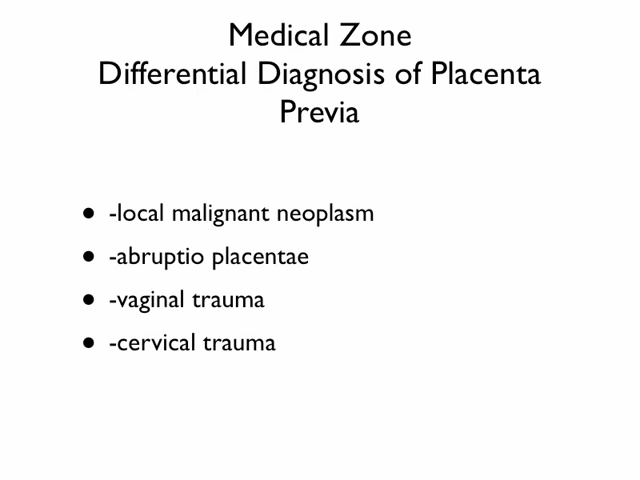 Medical Zone
Differential Diagnosis of Placenta
Previa
• -local malignant neoplasm
• -abruptio placentae
• -vaginal trauma
• -cervical trauma